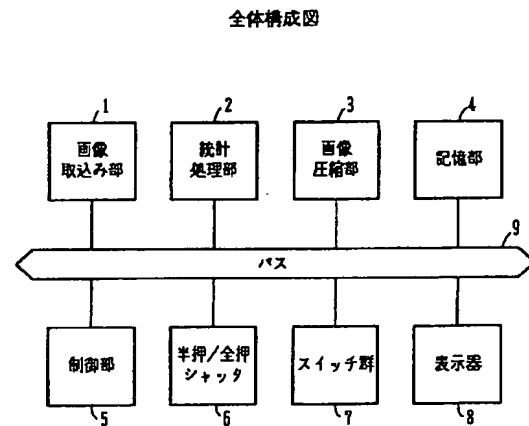 全体構成図
1
2
3
4
画像
取込み部
統計
処理部
画像
圧縮部
記憶部
9
バス
制御部
半押/全押
シャッタ
スイッチ群
表示器
5
6
7
8